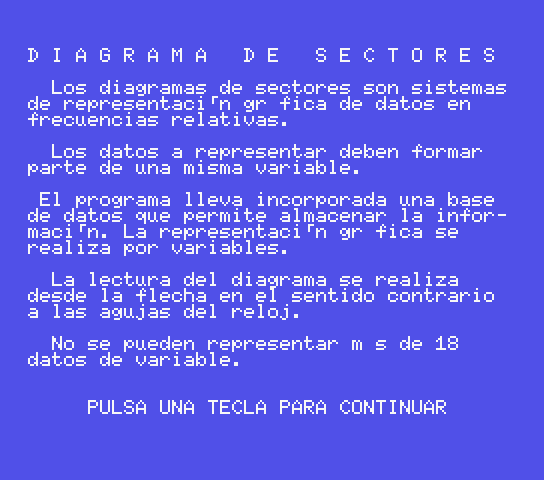 D I A G R A M A   D E   S E C T O R E S
Los diagramas de sectores son sistemas
de representaci⌈n gr fica de datos en
frecuencias relativas.
Los datos a representar deben formar
parte de una misma variable.
El programa lleva incorporada una base
de datos que permite almacenar la infor-
maci⌈n. La representaci⌈n gr fica se
realiza por variables.
La lectura del diagrama se realiza
desde la flecha en el sentido contrario
a las agujas del reloj.
No se pueden representar m s de 18
datos de variable.
PULSA UNA TECLA PARA CONTINUAR